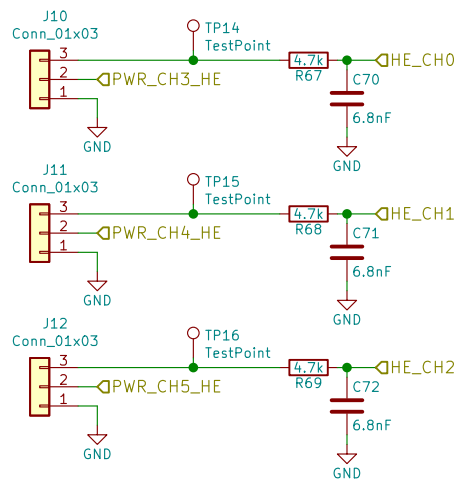 J10
Conn_01x03
3
2
1
PWR_CH3_HE
GND
TP14
TestPoint
4.7k
R67
C70
6.8nF
GND
HE_CH0
J11
Conn_01x03
3
2
1
PWR_CH4_HE
GND
TP15
TestPoint
4.7k
R68
C71
6.8nF
GND
HE_CH1
J12
Conn_01x03
3
2
1
PWR_CH5_HE
GND
TP16
TestPoint
4.7k
R69
C72
6.8nF
GND
HE_CH2